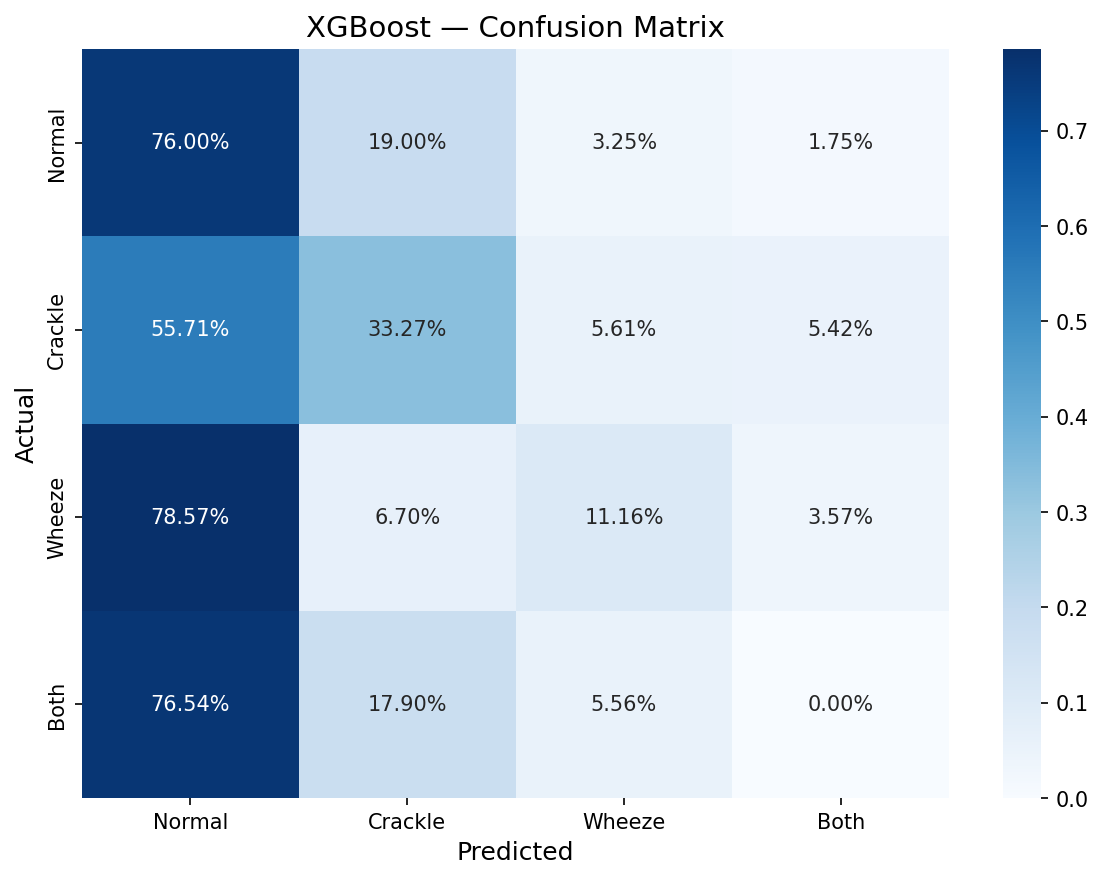 XGBoost — Confusion Matrix
Actual
Normal
76.00% 19.00% 3.25% 1.75%
Crackle
55.71% 33.27% 5.61% 5.42%
Wheeze
78.57% 6.70% 11.16% 3.57%
Both
76.54% 17.90% 5.56% 0.00%
Normal Crackle Wheeze Both
Predicted
0.7
0.6
0.5
0.4
0.3
0.2
0.1
0.0